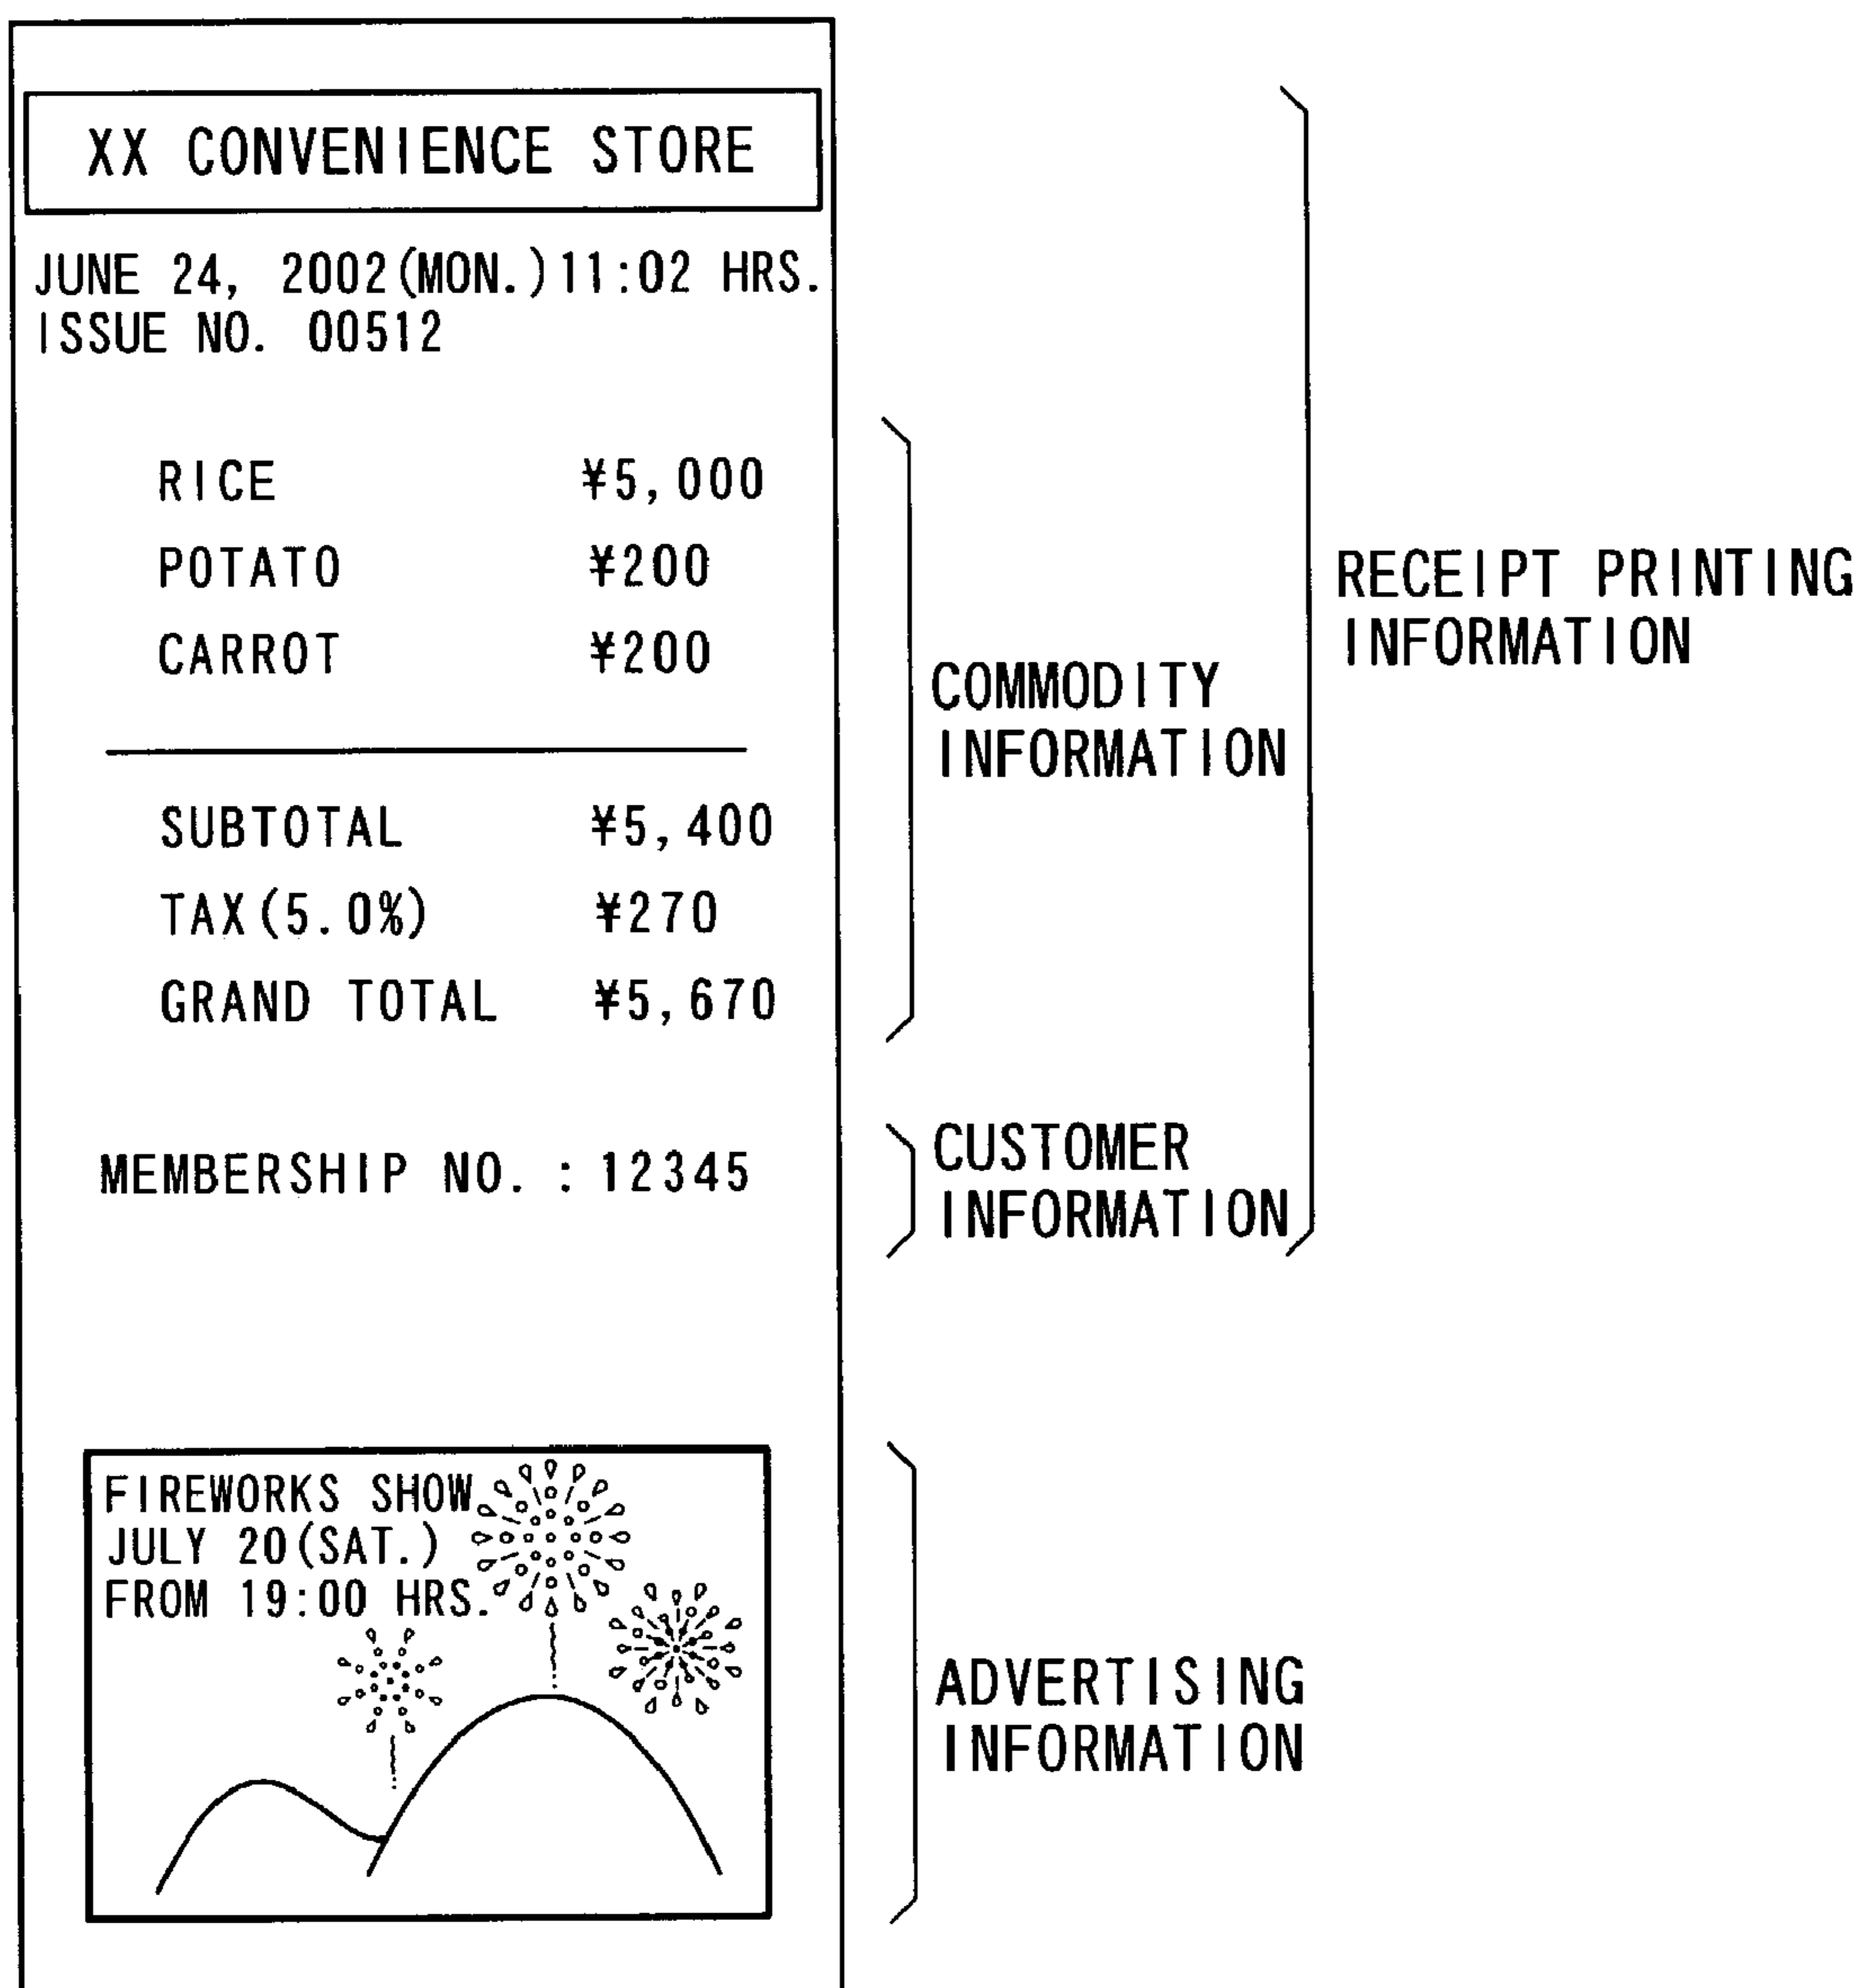 XX CONVENIENCE STORE
JUNE 24, 2002(MON.)11:02 HRS.
ISSUE NO. 00512
RICE ¥5,000
POTATO ¥200
CARROT ¥200
SUBTOTAL ¥5,400
TAX(5.0%) ¥270
GRAND TOTAL ¥5,670
MEMBERSHIP NO. : 12345
FIREWORKS SHOW
JULY 20(SAT.)
FROM 19:00 HRS.
COMMODITY
INFORMATION
CUSTOMER
INFORMATION
RECEIPT PRINTING
INFORMATION
ADVERTISING
INFORMATION